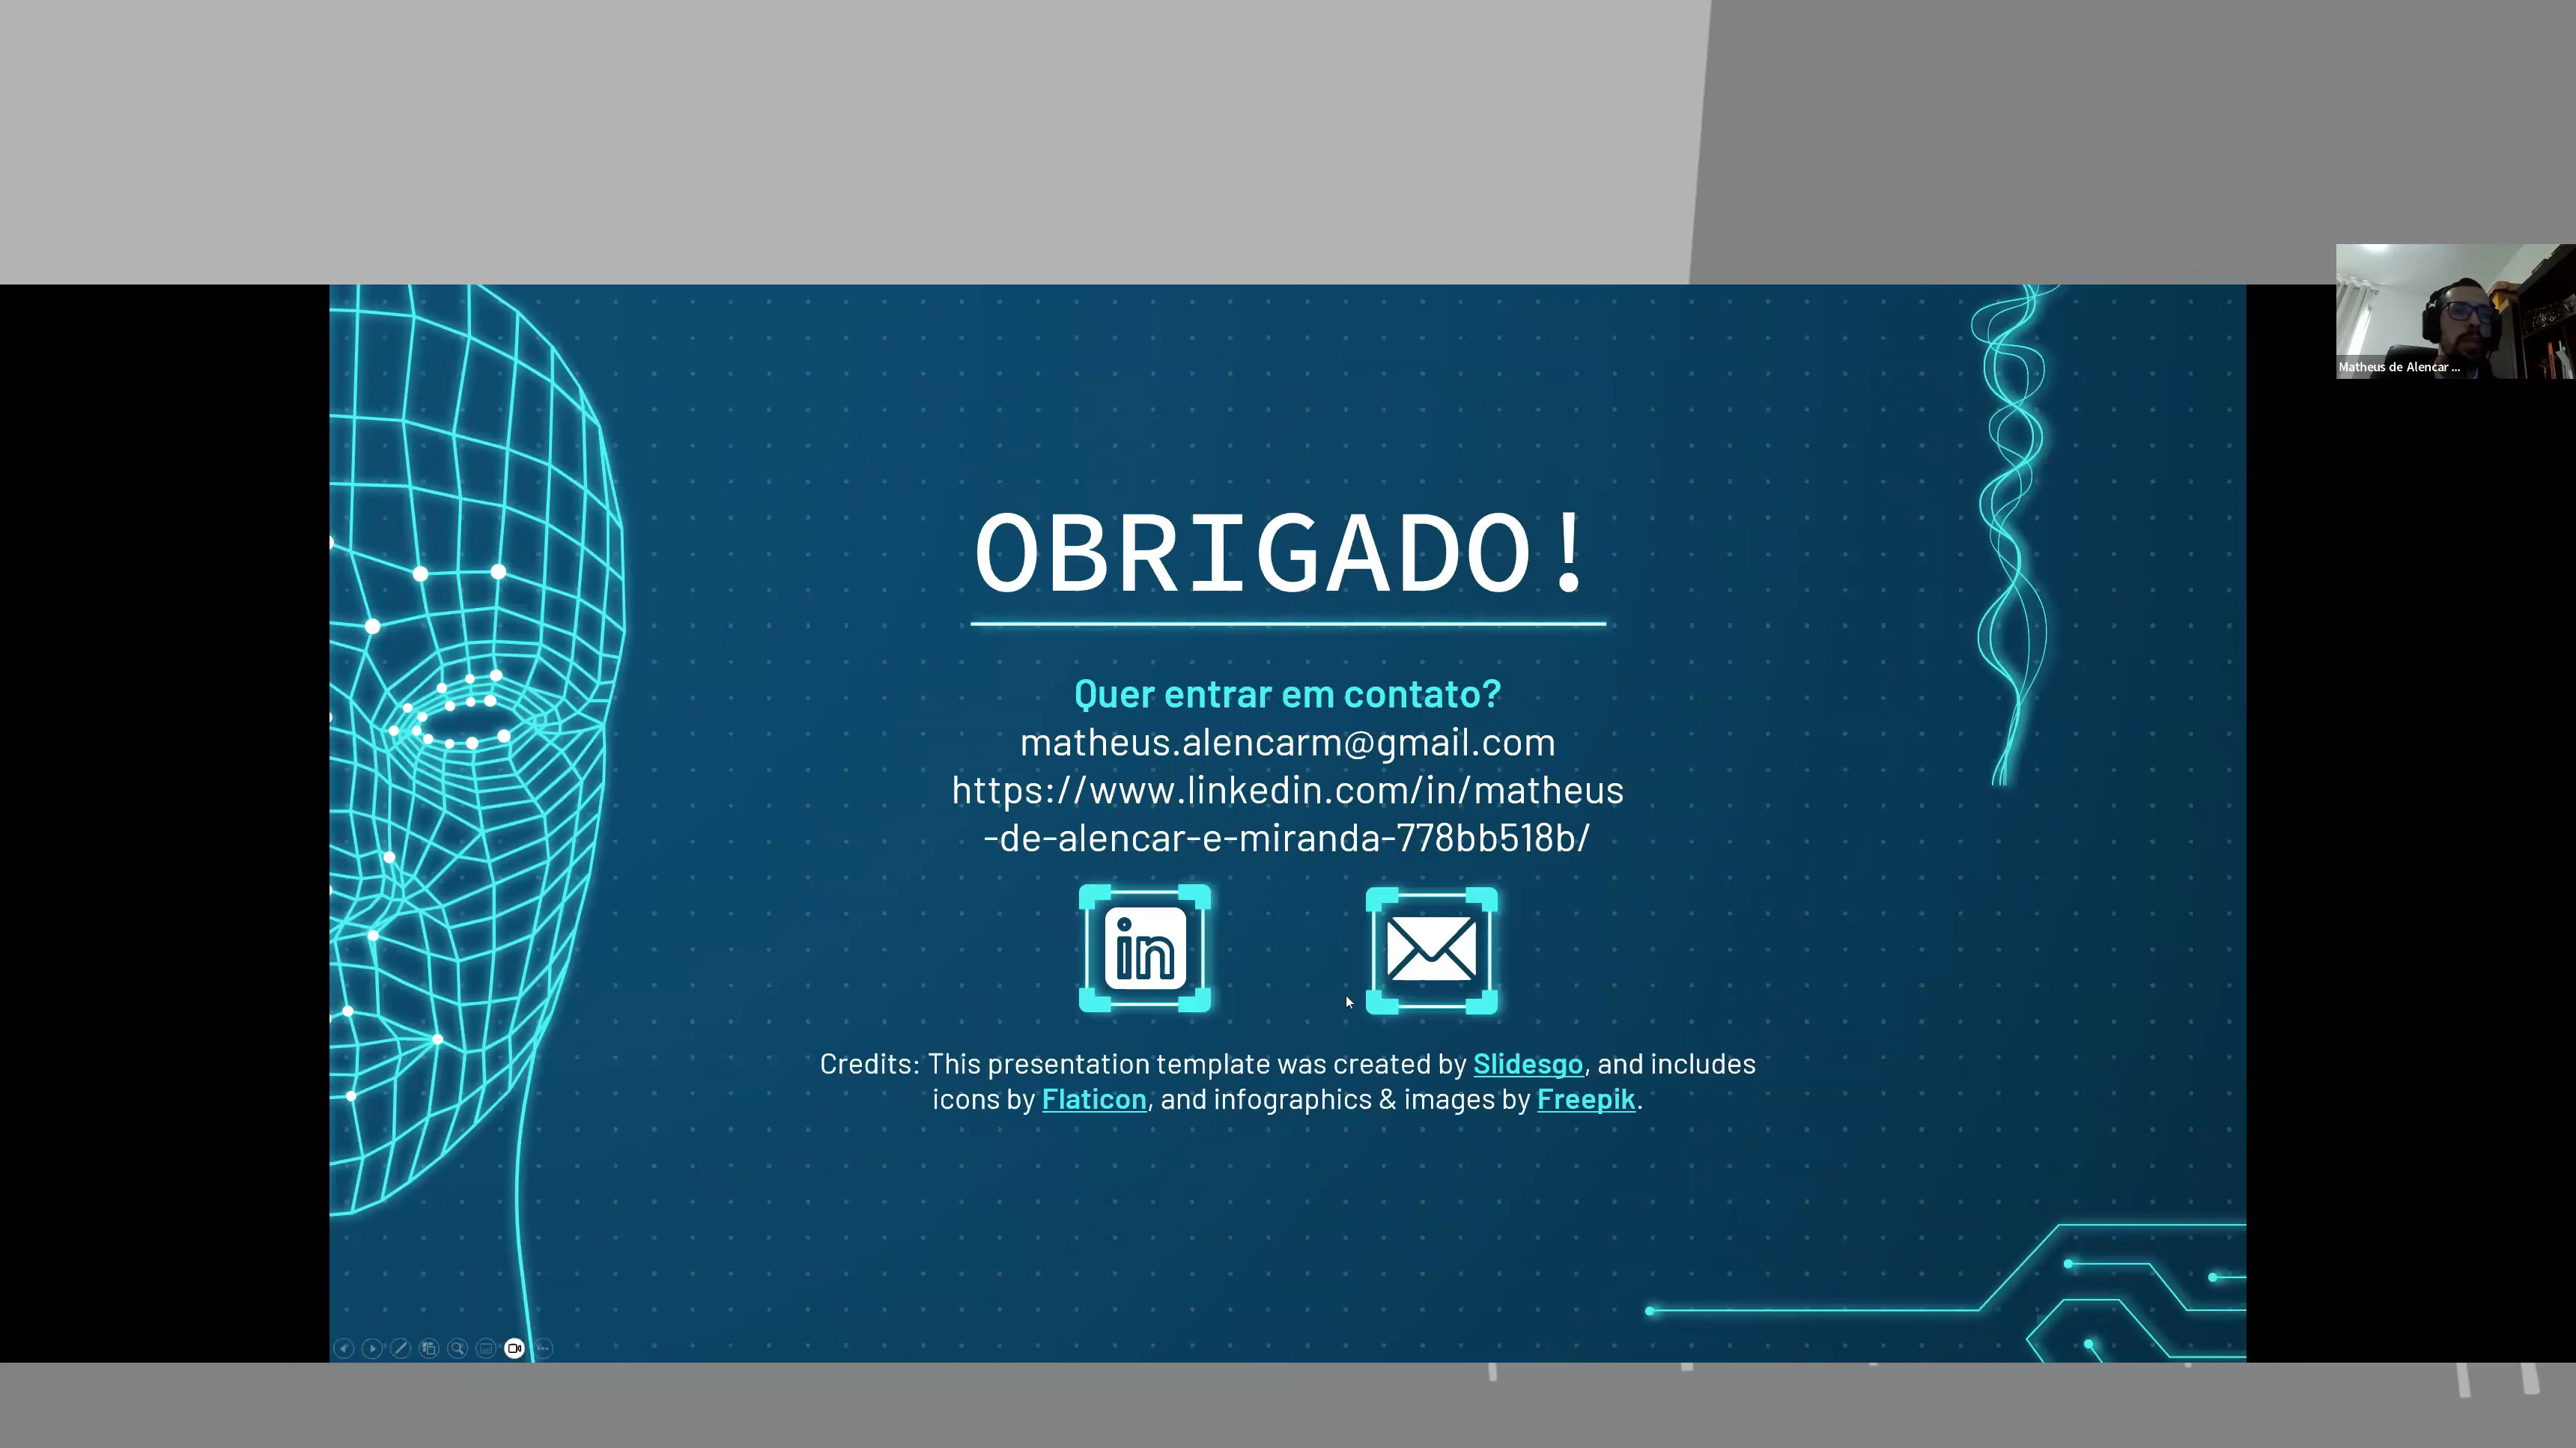 OBRIGADO!
Quer entrar em contato?
matheus.alencarm@gmail.com
https://www.linkedin.com/in/matheus
-de-alencar-e-miranda-778bb518b/
in
Credits: This presentation template was created by Slidesgo, and includes
icons by Flaticon, and infographics & images by Freepik.
Matheus de Alencar ...